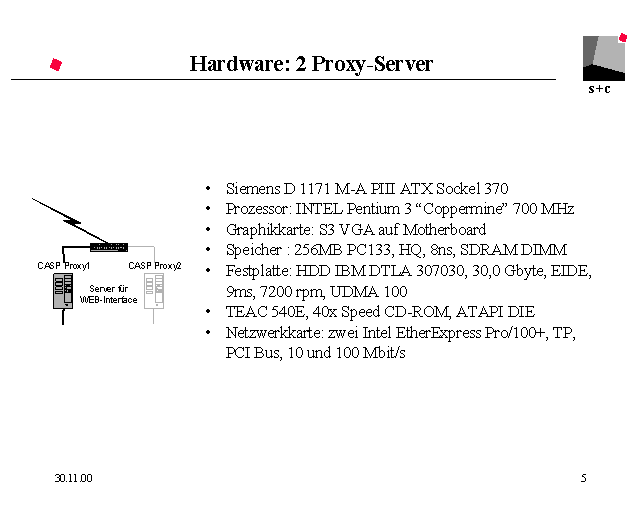 Hardware: 2 Proxy-Server
s+c
• Siemens D 1171 M-A PIII ATX Sockel 370
• Prozessor: INTEL Pentium 3 “Coppermine” 700 MHz
• Graphikkarte: S3 VGA auf Motherboard
• Speicher : 256MB PC133, HQ, 8ns, SDRAM DIMM
• Festplatte: HDD IBM DTLA 307030, 30,0 Gbyte, EIDE,
9ms, 7200 rpm, UDMA 100
• TEAC 540E, 40x Speed CD-ROM, ATAPI DIE
• Netzwerkkarte: zwei Intel EtherExpress Pro/100+, TP,
PCI Bus, 10 und 100 Mbit/s
CASP Proxy1
CASP Proxy2
Server für
WEB-Interface
30.11.00
5